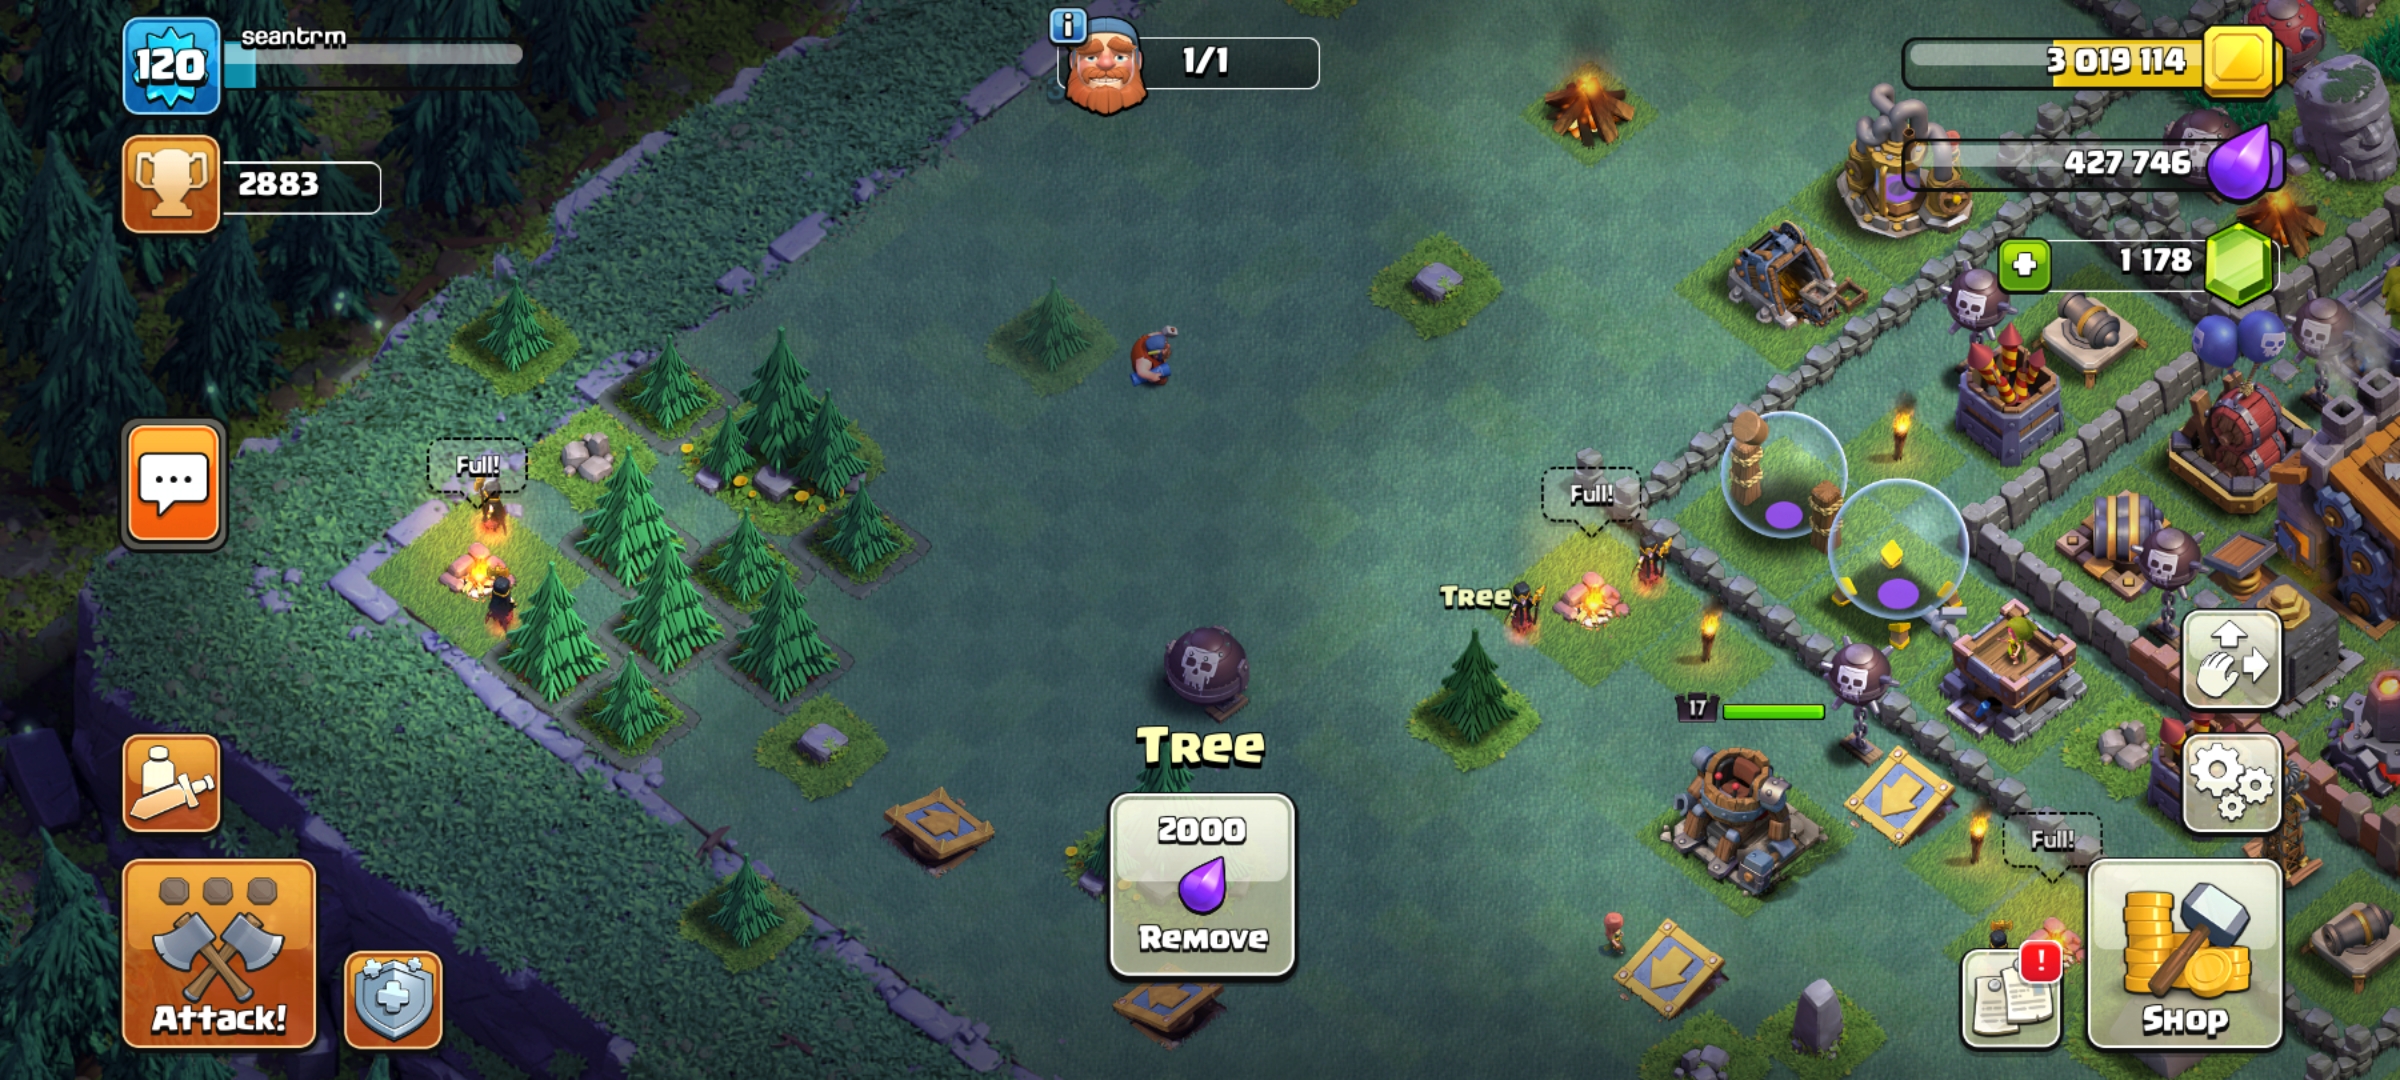 120
seantrm
i
1/1
3 019 114
2883
427 746
1 178
Full!
Full!
Tree
17
Tree
2000
Remove
Full!
!
Attack!
Shop